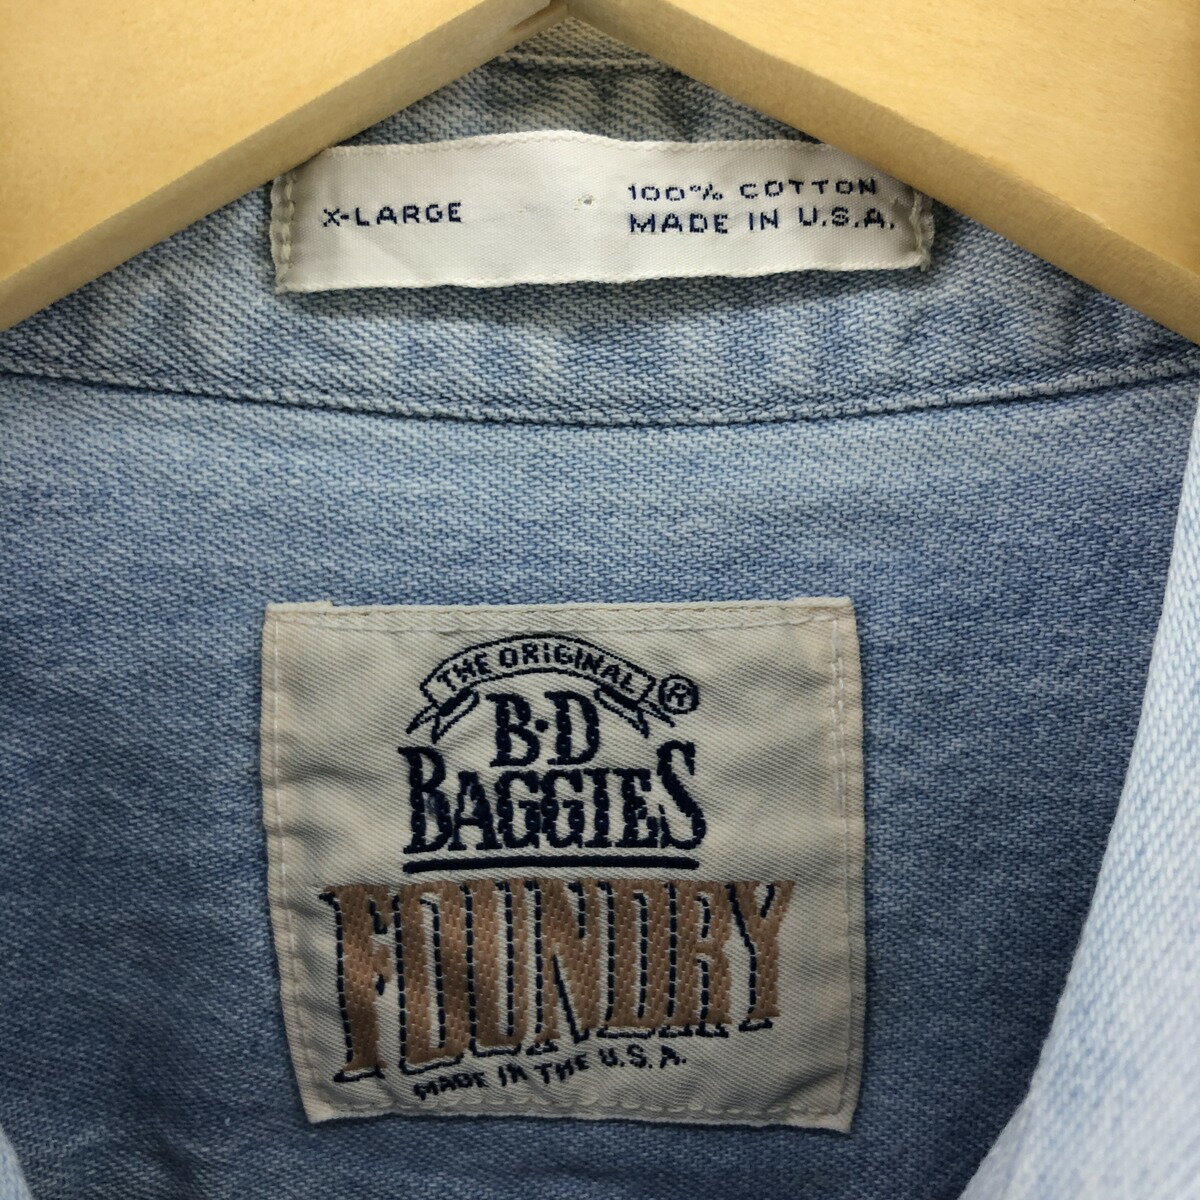 X-LARGE
100% COTTON
MADE IN U.S.A.
THE ORIGINAL
®
B·D
BAGGIES
FOUNDRY
MADE IN THE U.S.A.